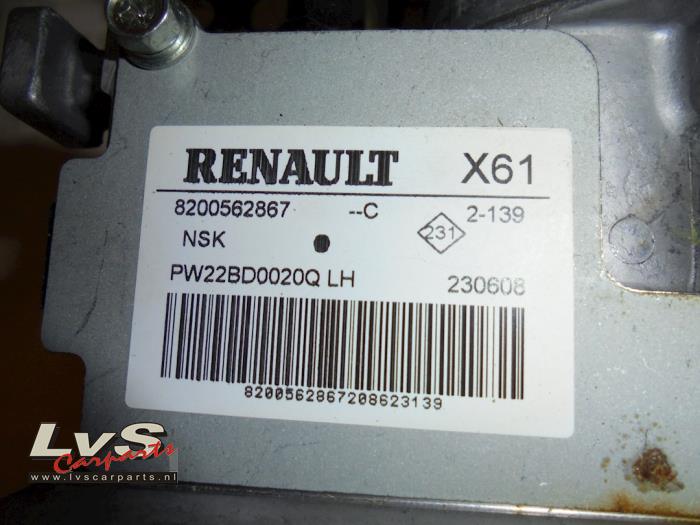 RENAULT X61
8200562867 --C 2-139
NSK 231
PW22BD0020Q LH 230608
8200562867208623139
LvS
Carparts
www.lvscarparts.nl